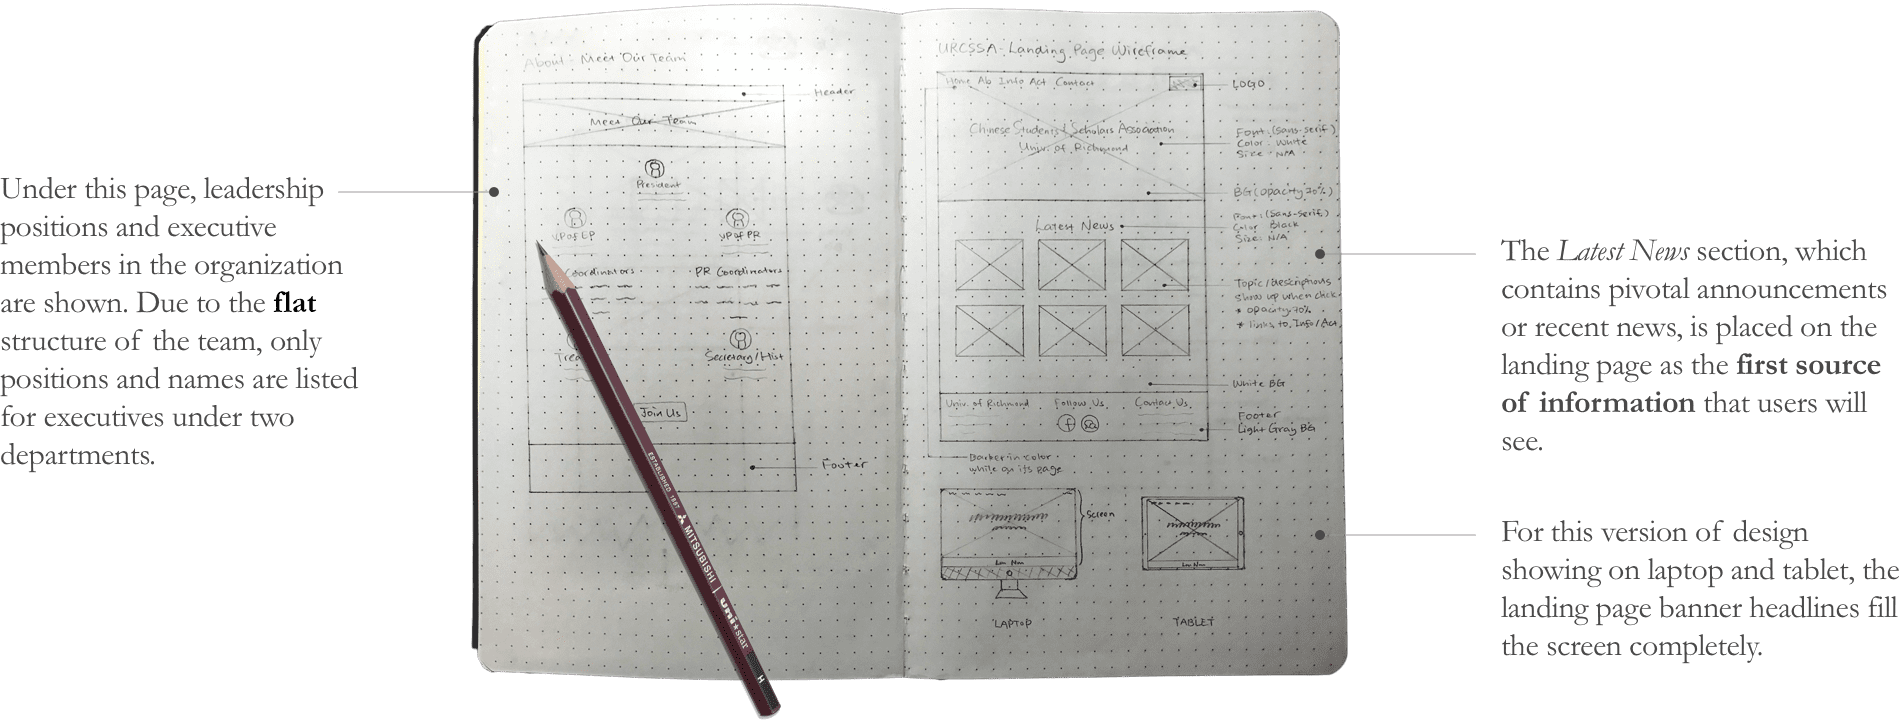 Under this page, leadership
positions and executive
members in the organization
are shown. Due to the flat
structure of the team, only
positions and names are listed
for executives under two
departments.
About - Meet Our Team
Header
Meet Our Team
President
VP of EP
VP of PR
Coordinators
PR Coordinators
Secretary/Hist
Join Us
Footer
ESTABLISHED 1887 MITSUBISHI uni star H
URCSSA - Landing Page Wireframe
Home Ab Info Act Contact
LOGO
Chinese Students / Scholars Association
Univ. of Richmond
Font: (Sans-serif)
Color: White
Size: N/A
BG (opacity 70%)
Latest News
Font: (Sans-serif)
Color: Black
Size: N/A
Topic/Descriptions
show up when click
* opacity 70%
* links to Info/Act
White BG
Univ. of Richmond
Follow Us
Contact Us
f
Footer
Light Gray BG
Darker in color
while on its page
Screen
LAPTOP
TABLET
The Latest News section, which
contains pivotal announcements
or recent news, is placed on the
landing page as the first source
of information that users will
see.
For this version of design
showing on laptop and tablet, the
landing page banner headlines fill
the screen completely.